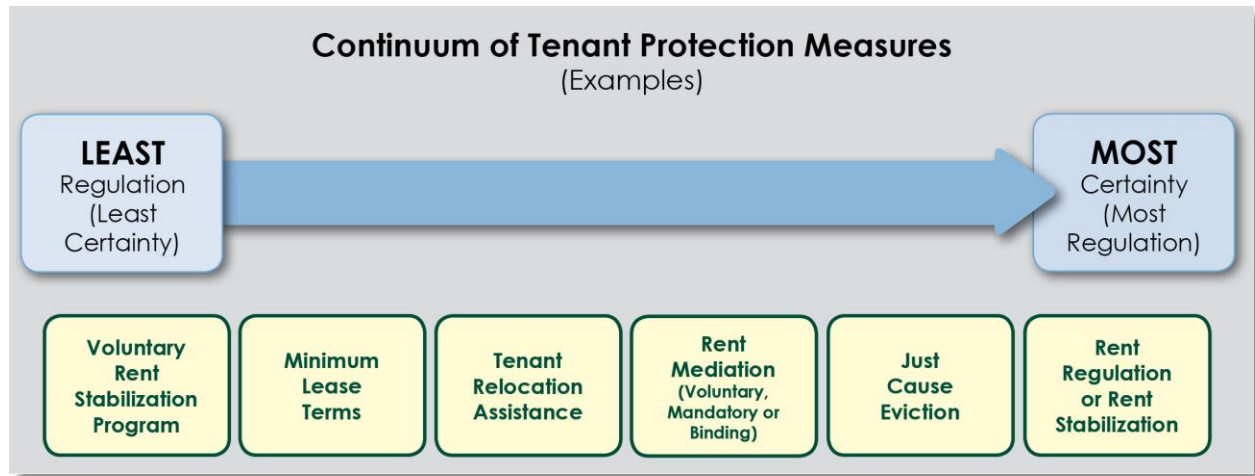 Continuum of Tenant Protection Measures
(Examples)
LEAST
Regulation
(Least
Certainty)
MOST
Certainty
(Most
Regulation)
Voluntary
Rent
Stabilization
Program
Minimum
Lease
Terms
Tenant
Relocation
Assistance
Rent
Mediation
(Voluntary,
Mandatory or
Binding)
Just
Cause
Eviction
Rent
Regulation
or Rent
Stabilization